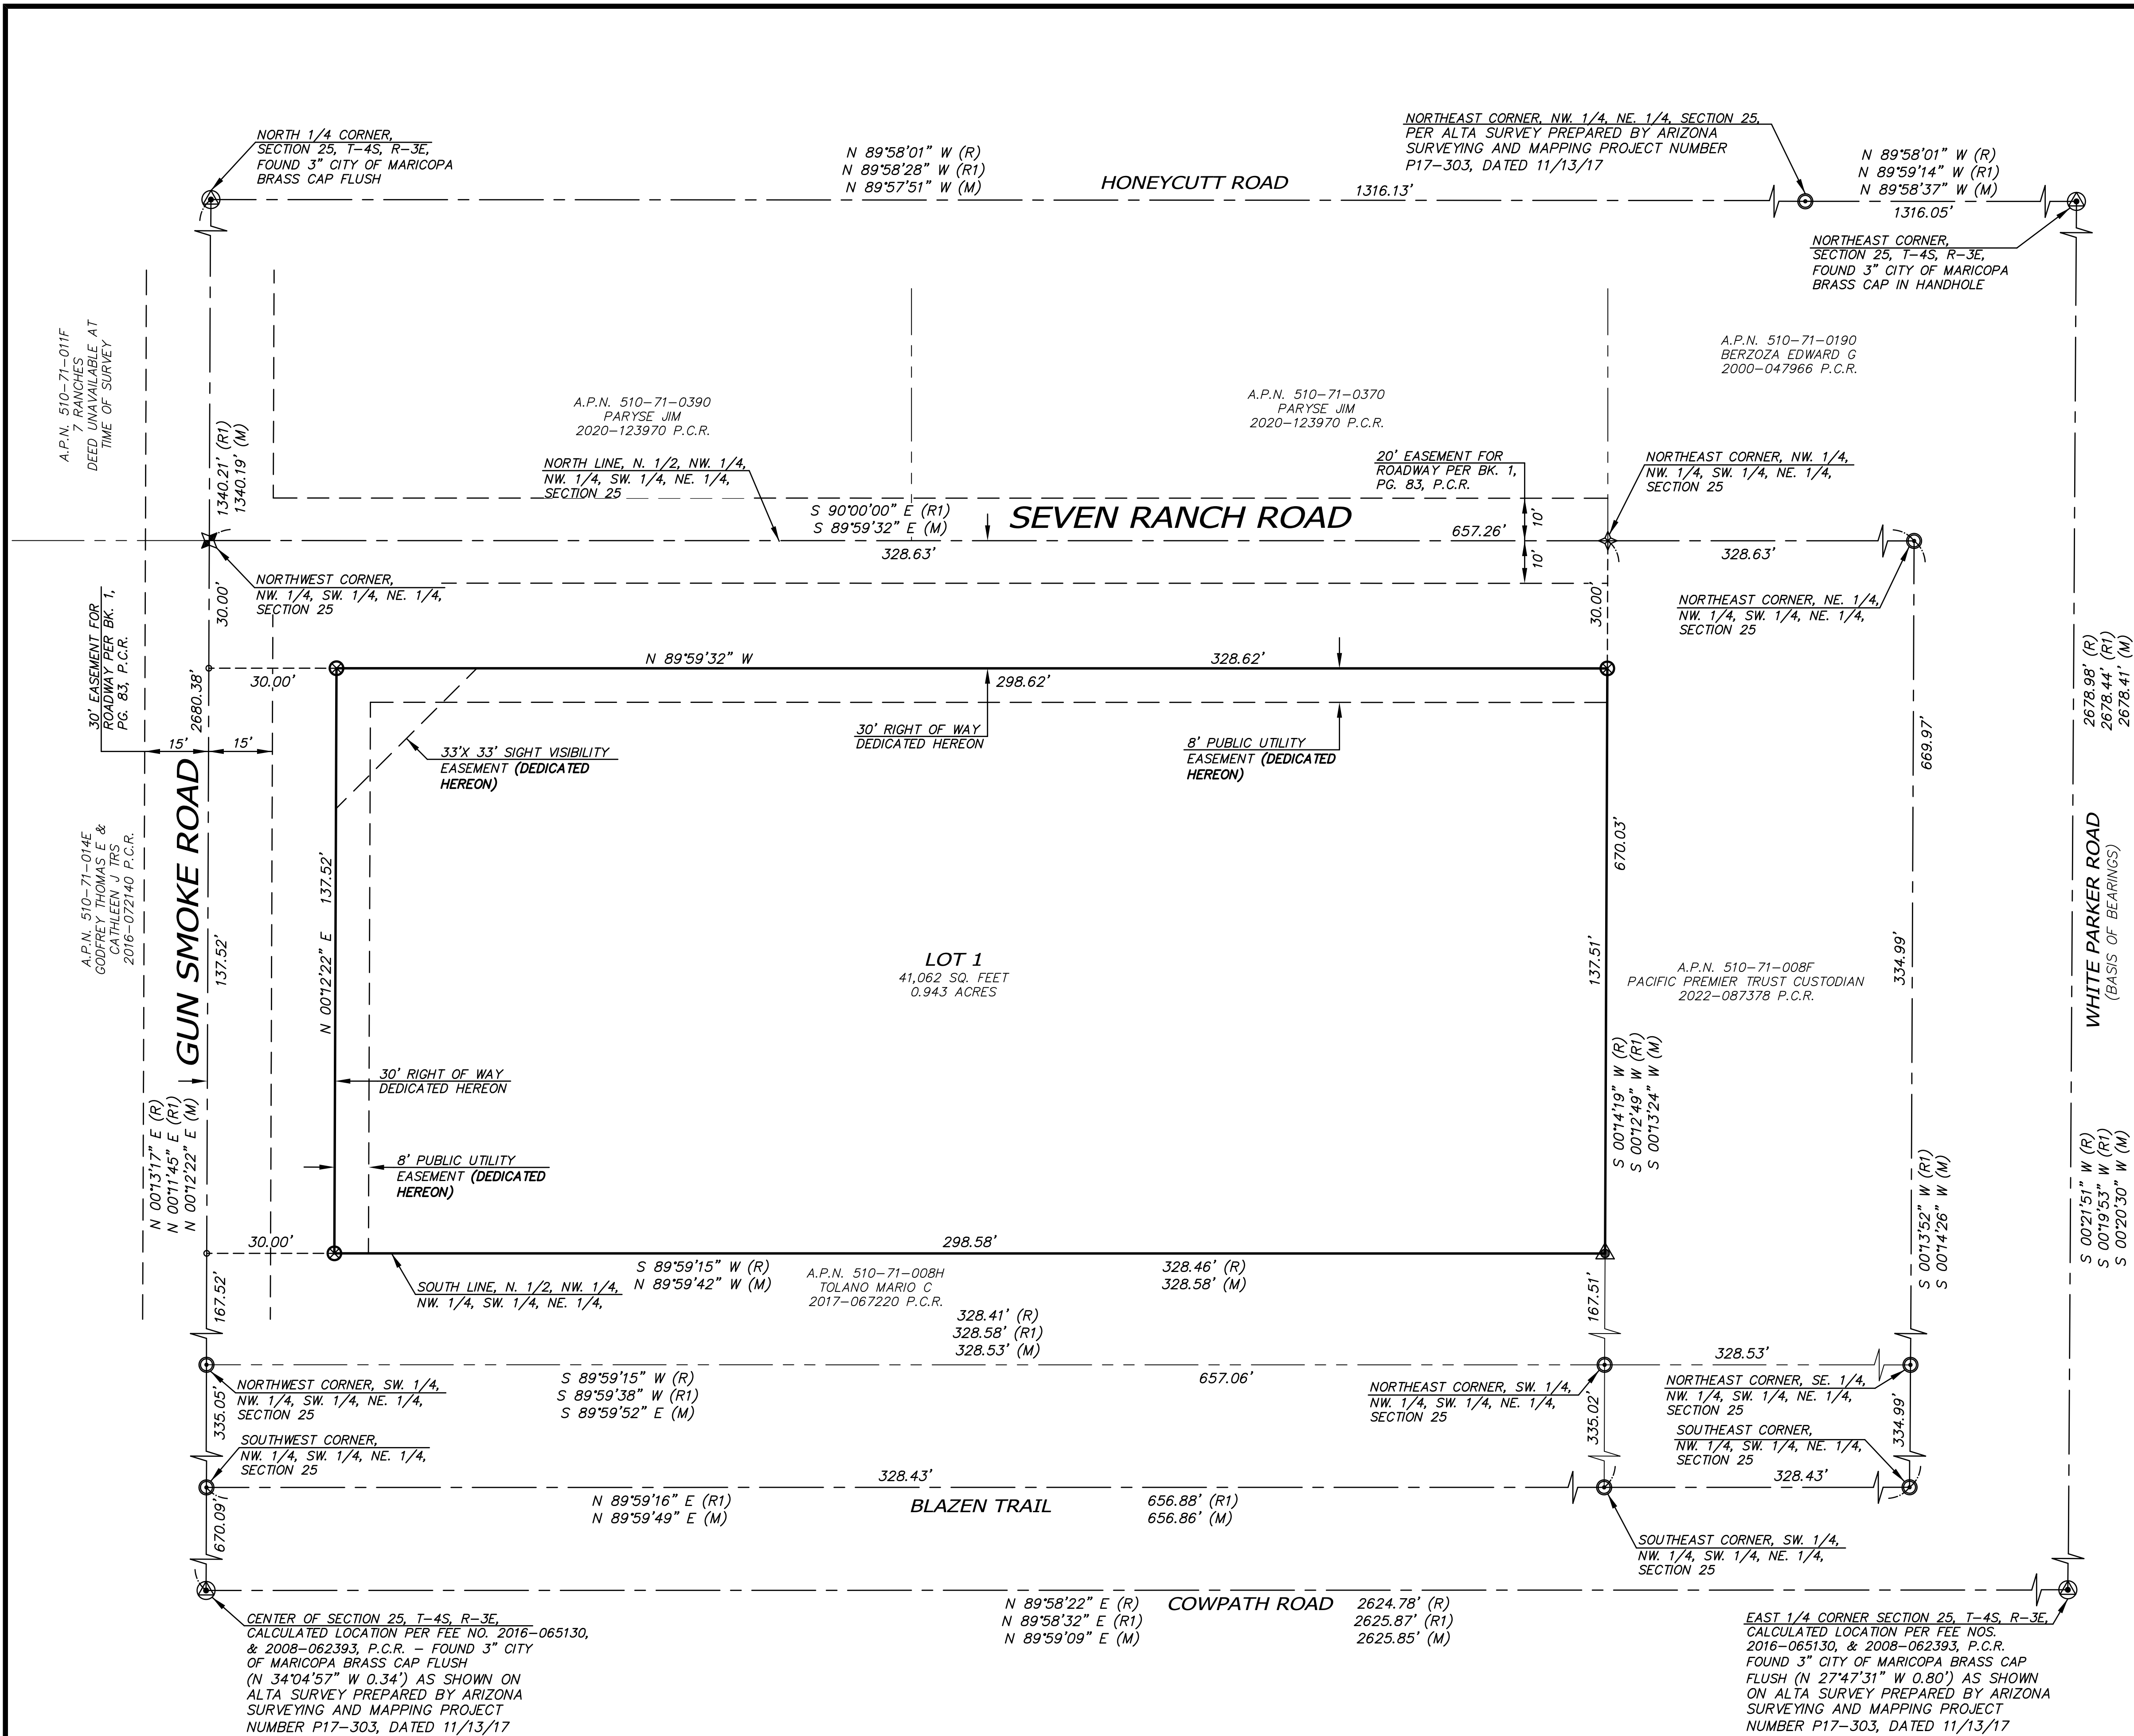 NORTH 1/4 CORNER,
SECTION 25, T-4S, R-3E,
FOUND 3" CITY OF MARICOPA
BRASS CAP FLUSH
N 89°58'01" W (R)
N 89°58'28" W (R1)
N 89°57'51" W (M)
HONEYCUTT ROAD
1316.13'
NORTHEAST CORNER, NW. 1/4, NE. 1/4, SECTION 25,
PER ALTA SURVEY PREPARED BY ARIZONA
SURVEYING AND MAPPING PROJECT NUMBER
P17-303, DATED 11/13/17
N 89°58'01" W (R)
N 89°59'14" W (R1)
N 89°58'37" W (M)
1316.05'
NORTHEAST CORNER,
SECTION 25, T-4S, R-3E,
FOUND 3" CITY OF MARICOPA
BRASS CAP IN HANDHOLE
A.P.N. 510-71-011F
7 RANCHES
DEED UNAVAILABLE AT
TIME OF SURVEY
1340.21' (R1)
1340.19' (M)
A.P.N. 510-71-0390
PARYSE JIM
2020-123970 P.C.R.
A.P.N. 510-71-0370
PARYSE JIM
2020-123970 P.C.R.
A.P.N. 510-71-0190
BERZOZA EDWARD G
2000-047966 P.C.R.
NORTH LINE, N. 1/2, NW. 1/4,
NW. 1/4, SW. 1/4, NE. 1/4,
SECTION 25
S 90°00'00" E (R1)
S 89°59'32" E (M)
SEVEN RANCH ROAD
328.63'
657.26'
20' EASEMENT FOR
ROADWAY PER BK. 1,
PG. 83, P.C.R.
10'
10'
NORTHEAST CORNER, NW. 1/4,
NW. 1/4, SW. 1/4, NE. 1/4,
SECTION 25
328.63'
NORTHWEST CORNER,
NW. 1/4, SW. 1/4, NE. 1/4,
SECTION 25
NORTHEAST CORNER, NE. 1/4,
NW. 1/4, SW. 1/4, NE. 1/4,
SECTION 25
30.00'
30.00'
30' EASEMENT FOR
ROADWAY PER BK. 1,
PG. 83, P.C.R.
2680.38'
15'
15'
30.00'
N 89°59'32" W
328.62'
298.62'
33'X 33' SIGHT VISIBILITY
EASEMENT (DEDICATED
HEREON)
30' RIGHT OF WAY
DEDICATED HEREON
8' PUBLIC UTILITY
EASEMENT (DEDICATED
HEREON)
669.97'
2678.98' (R)
2678.44' (R1)
2678.41' (M)
A.P.N. 510-71-014E
GODFREY THOMAS E &
CATHLEEN J TRS
2016-072140 P.C.R.
GUN SMOKE ROAD
137.52'
N 00°12'22" E
137.52'
LOT 1
41,062 SQ. FEET
0.943 ACRES
670.03'
137.51'
A.P.N. 510-71-008F
PACIFIC PREMIER TRUST CUSTODIAN
2022-087378 P.C.R.
334.99'
WHITE PARKER ROAD
(BASIS OF BEARINGS)
30' RIGHT OF WAY
DEDICATED HEREON
N 00°13'17" E (R)
N 00°11'45" E (R1)
N 00°12'22" E (M)
S 00°14'19" W (R)
S 00°12'49" W (R1)
S 00°13'24" W (M)
8' PUBLIC UTILITY
EASEMENT (DEDICATED
HEREON)
S 00°13'52" W (R1)
S 00°14'26" W (M)
S 00°21'51" W (R)
S 00°19'53" W (R1)
S 00°20'30" W (M)
30.00'
298.58'
SOUTH LINE, N. 1/2, NW. 1/4,
NW. 1/4, SW. 1/4, NE. 1/4,
S 89°59'15" W (R)
N 89°59'42" W (M)
A.P.N. 510-71-008H
TOLANO MARIO C
2017-067220 P.C.R.
328.46' (R)
328.58' (M)
167.52'
167.51'
328.41' (R)
328.58' (R1)
328.53' (M)
328.53'
S 89°59'15" W (R)
S 89°59'38" W (R1)
S 89°59'52" E (M)
657.06'
NORTHWEST CORNER, SW. 1/4,
NW. 1/4, SW. 1/4, NE. 1/4,
SECTION 25
NORTHEAST CORNER, SW. 1/4,
NW. 1/4, SW. 1/4, NE. 1/4,
SECTION 25
NORTHEAST CORNER, SE. 1/4,
NW. 1/4, SW. 1/4, NE. 1/4,
SECTION 25
335.05'
335.02'
334.99'
SOUTHWEST CORNER,
NW. 1/4, SW. 1/4, NE. 1/4,
SECTION 25
SOUTHEAST CORNER,
NW. 1/4, SW. 1/4, NE. 1/4,
SECTION 25
328.43'
328.43'
N 89°59'16" E (R1)
N 89°59'49" E (M)
BLAZEN TRAIL
656.88' (R1)
656.86' (M)
670.09'
SOUTHEAST CORNER, SW. 1/4,
NW. 1/4, SW. 1/4, NE. 1/4,
SECTION 25
CENTER OF SECTION 25, T-4S, R-3E,
CALCULATED LOCATION PER FEE NO. 2016-065130,
& 2008-062393, P.C.R. - FOUND 3" CITY
OF MARICOPA BRASS CAP FLUSH
(N 34°04'57" W 0.34') AS SHOWN ON
ALTA SURVEY PREPARED BY ARIZONA
SURVEYING AND MAPPING PROJECT
NUMBER P17-303, DATED 11/13/17
N 89°58'22" E (R)
N 89°58'32" E (R1)
N 89°59'09" E (M)
COWPATH ROAD
2624.78' (R)
2625.87' (R1)
2625.85' (M)
EAST 1/4 CORNER SECTION 25, T-4S, R-3E,
CALCULATED LOCATION PER FEE NOS.
2016-065130, & 2008-062393, P.C.R.
FOUND 3" CITY OF MARICOPA BRASS CAP
FLUSH (N 27°47'31" W 0.80') AS SHOWN
ON ALTA SURVEY PREPARED BY ARIZONA
SURVEYING AND MAPPING PROJECT
NUMBER P17-303, DATED 11/13/17